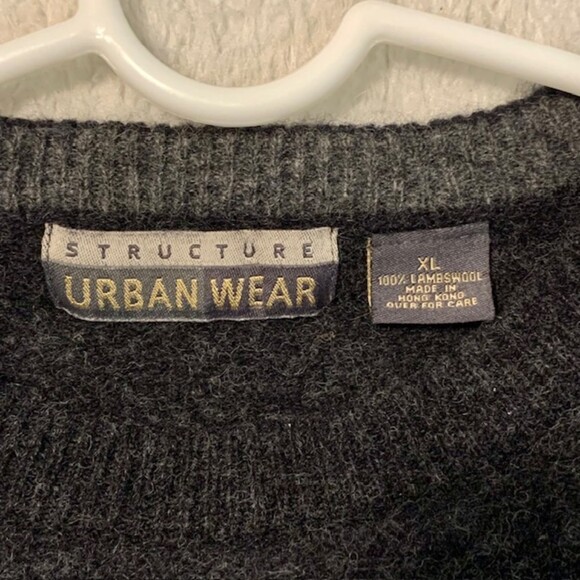 STRUCTURE
URBAN WEAR
XL
100% LAMBSWOOL
MADE IN
HONG KONG
OVER FOR CARE